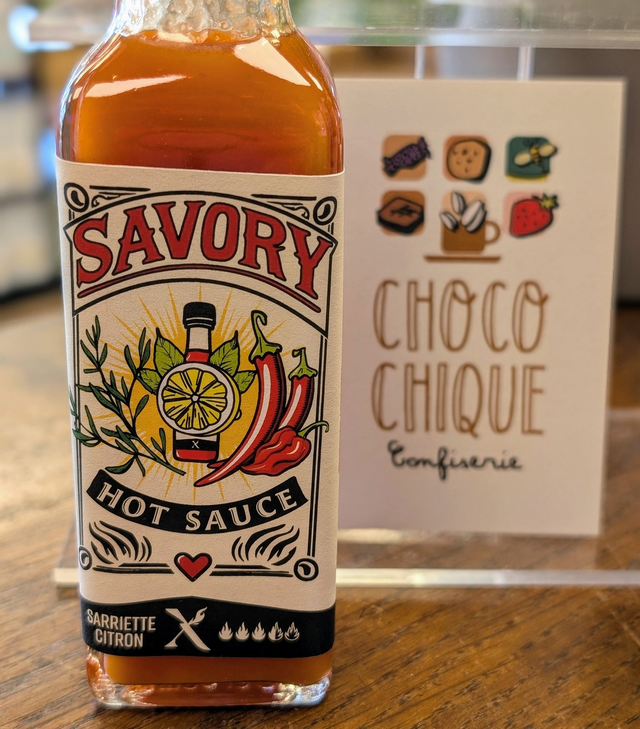 SAVORY
X
HOT SAUCE
SARRIETTE
CITRON
X
CHOCO
CHIQUE
Confiserie